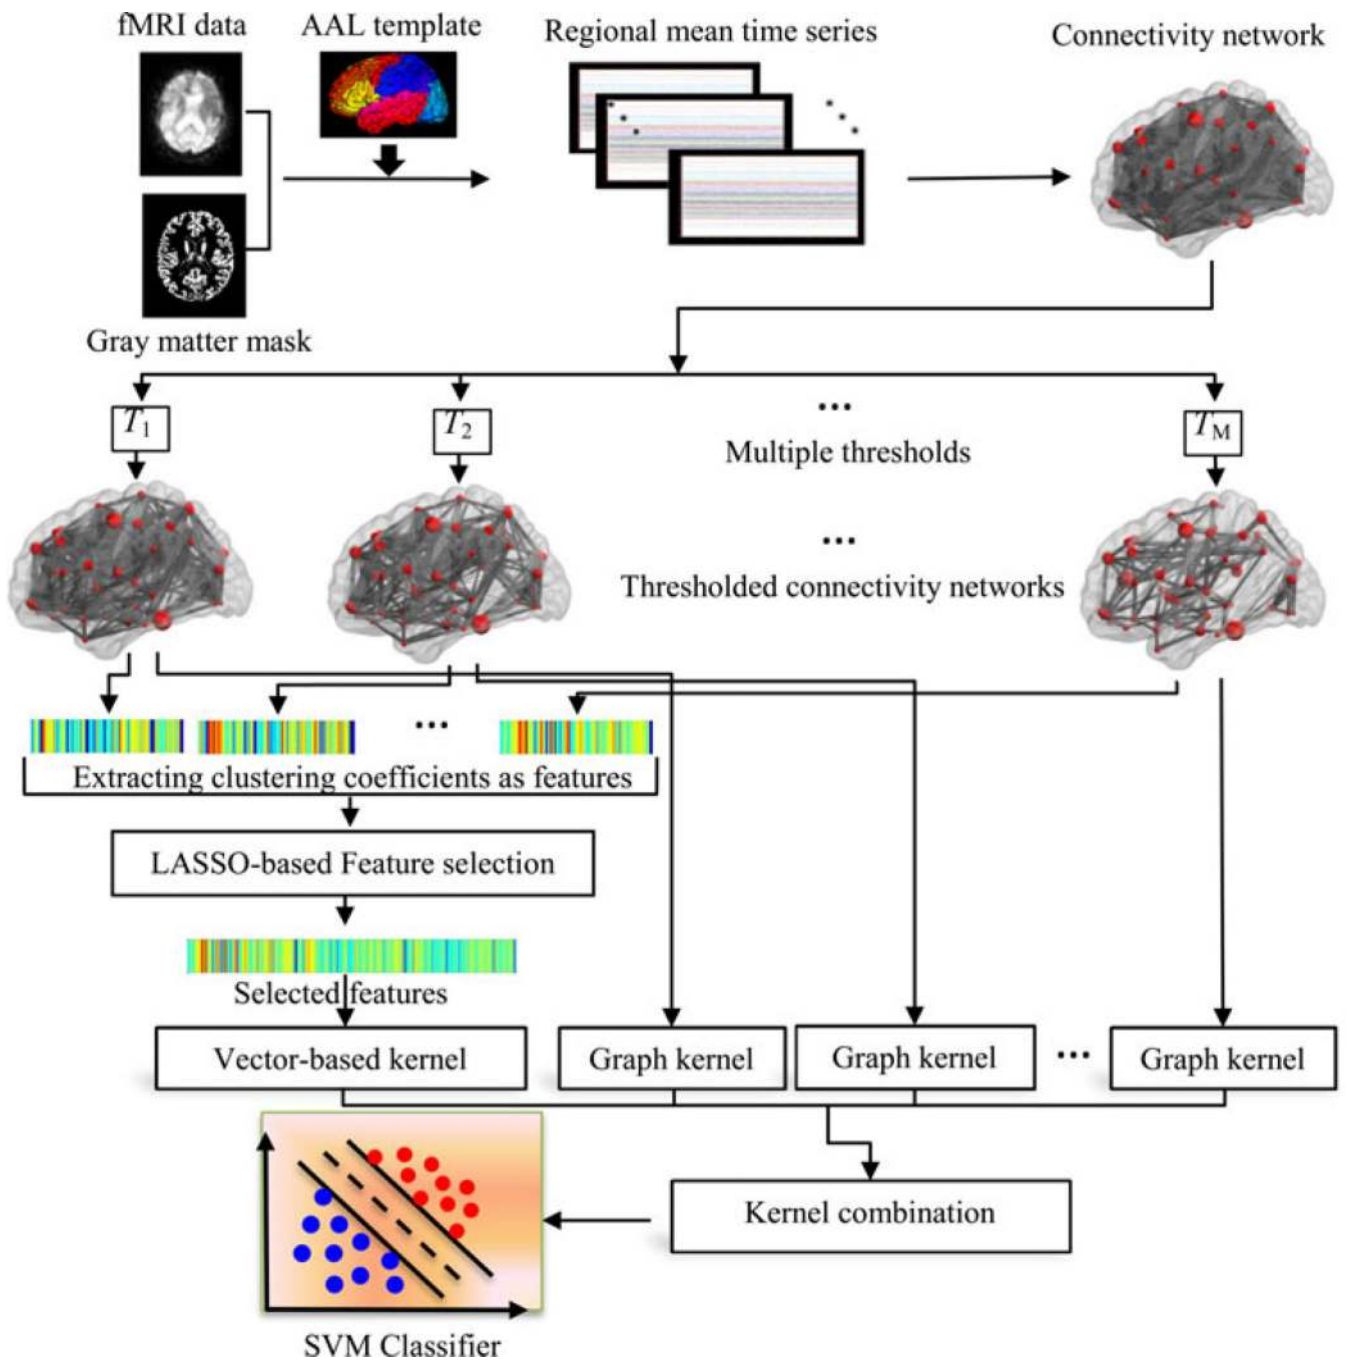 fMRI data
AAL template
Regional mean time series
Connectivity network
Gray matter mask
T1
T2
...
TM
Multiple thresholds
...
Thresholded connectivity networks
...
Extracting clustering coefficients as features
LASSO-based Feature selection
Selected features
Vector-based kernel
Graph kernel
Graph kernel
...
Graph kernel
Kernel combination
SVM Classifier